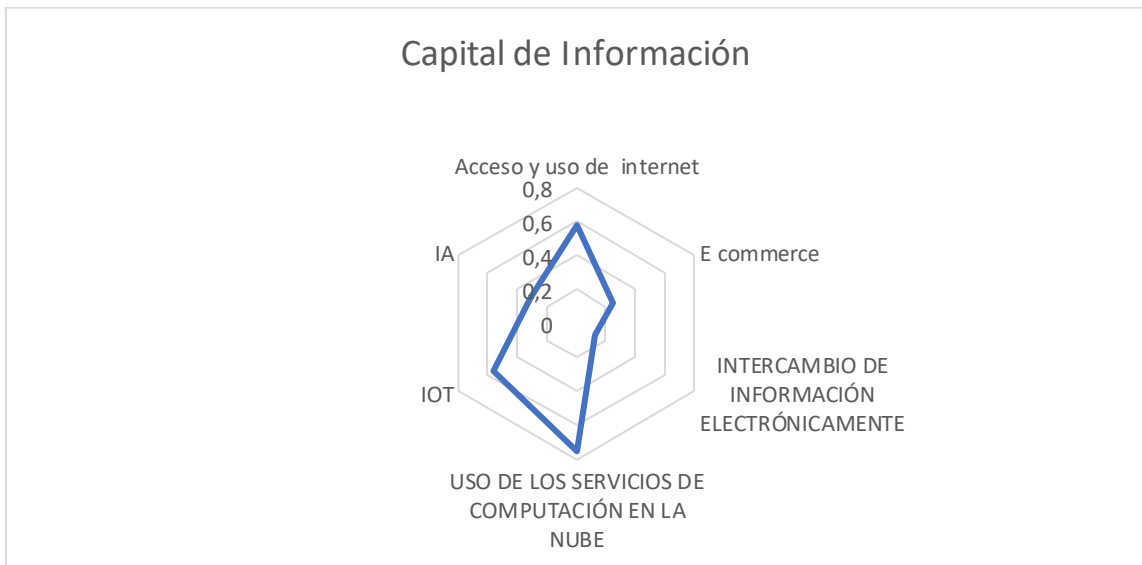 Capital de Información
Acceso y uso de internet
0,8
0,6
0,4
0,2
0
IA
E commerce
IOT
INTERCAMBIO DE
INFORMACIÓN
ELECTRÓNICAMENTE
USO DE LOS SERVICIOS DE
COMPUTACIÓN EN LA
NUBE